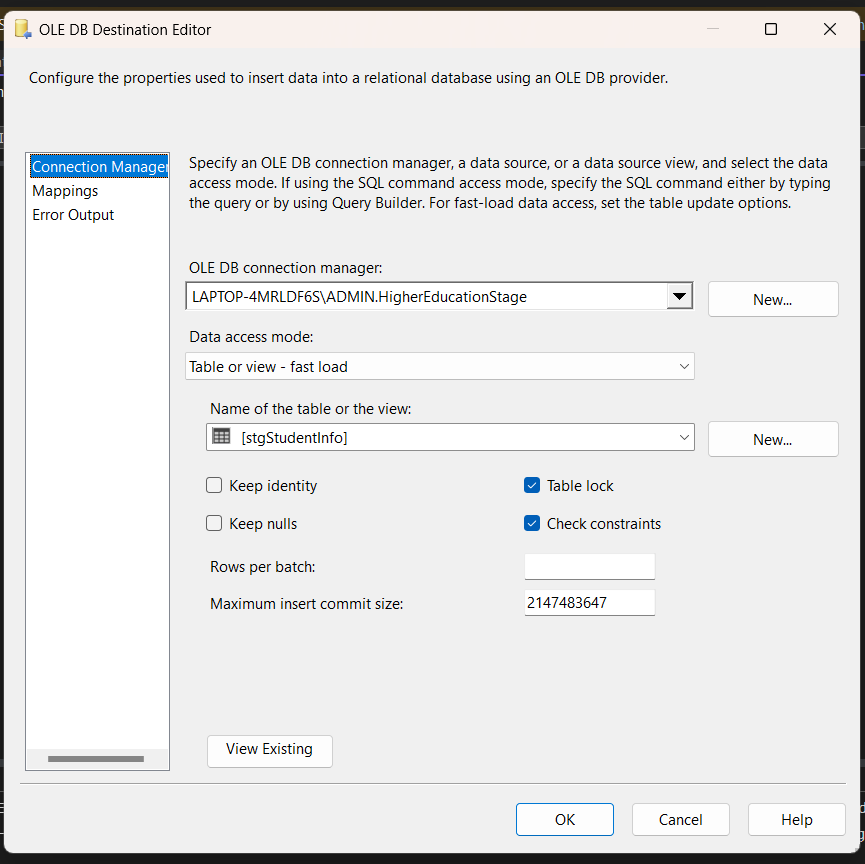 OLE DB Destination Editor
Configure the properties used to insert data into a relational database using an OLE DB provider.
Connection Manager
Mappings
Error Output
Specify an OLE DB connection manager, a data source, or a data source view, and select the data
access mode. If using the SQL command access mode, specify the SQL command either by typing
the query or by using Query Builder. For fast-load data access, set the table update options.
OLE DB connection manager:
LAPTOP-4MRLDF6S\ADMIN.HigherEducationStage
New...
Data access mode:
Table or view - fast load
Name of the table or the view:
[stgStudentInfo]
New...
Keep identity
Table lock
Keep nulls
Check constraints
Rows per batch:
Maximum insert commit size:
2147483647
View Existing
OK
Cancel
Help